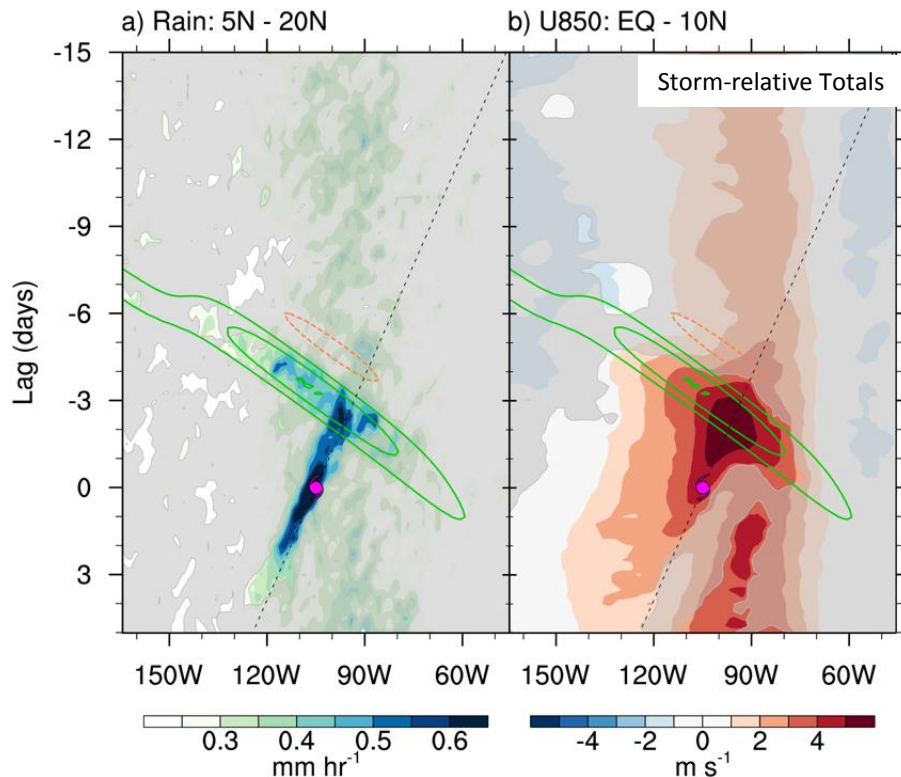 a) Rain: 5N - 20N
b) U850: EQ - 10N
Storm-relative Totals
Lag (days)
-15
-12
-9
-6
-3
0
3
150W 120W 90W 60W
150W 120W 90W 60W
0.3 0.4 0.5 0.6
mm hr⁻¹
-4 -2 0 2 4
m s⁻¹